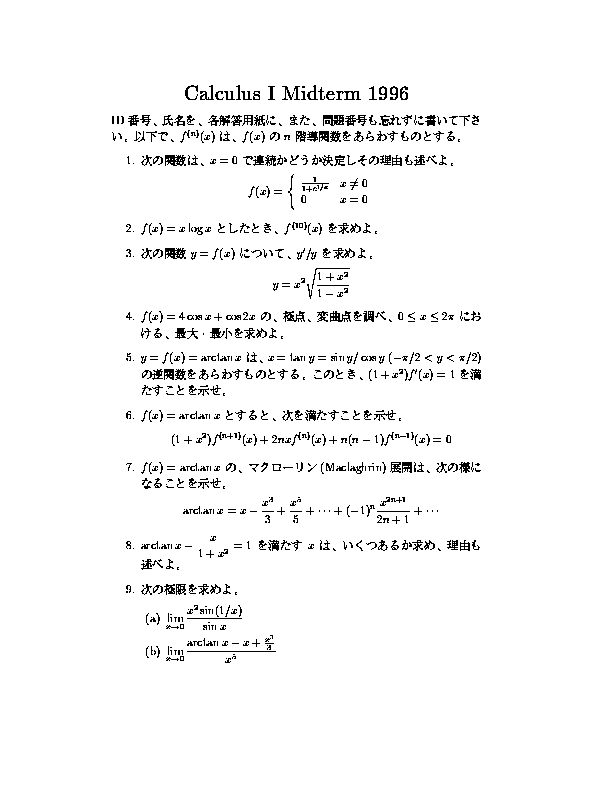 Calculus I Midterm 1996
ID 番号、氏名を、各解答用紙に、また、問題番号も忘れずに書いて下さ
い。以下で、f^{(n)}(x) は、f(x) の n 階導関数をあらわすものとする。
1. 次の関数は、x = 0 で連続かどうか決定しその理由も述べよ。
f(x) = { \frac{1}{1+e^{1/x}} x ≠ 0
0 x = 0
2. f(x) = x log x としたとき、f^{(10)}(x) を求めよ。
3. 次の関数 y = f(x) について、y′/y を求めよ。
y = x^2 \sqrt{\frac{1 + x^2}{1 − x^2}}
4. f(x) = 4 cos x + cos 2x の、極点、変曲点を調べ、0 ≤ x ≤ 2π にお
ける、最大・最小を求めよ。
5. y = f(x) = arctan x は、x = tan y = sin y/ cos y (−π/2 < y < π/2)
の逆関数をあらわすものとする。このとき、(1 + x^2)f′(x) = 1 を満
たすことを示せ。
6. f(x) = arctan x とすると、次を満たすことを示せ。
(1 + x^2)f^{(n+1)}(x) + 2nxf^{(n)}(x) + n(n − 1)f^{(n−1)}(x) = 0
7. f(x) = arctan x の、マクローリン (Maclaghrin) 展開は、次の様に
なることを示せ。
arctan x = x − \frac{x^3}{3} + \frac{x^5}{5} + ··· + (−1)^n \frac{x^{2n+1}}{2n + 1} + ···
8. arctan x − \frac{x}{1 + x^2} = 1 を満たす x は、いくつあるか求め、理由も
述べよ。
9. 次の極限を求めよ。
(a) \lim_{x→0} \frac{x^2 sin(1/x)}{sin x}
(b) \lim_{x→0} \frac{arctan x − x + \frac{x^3}{3}}{x^5}